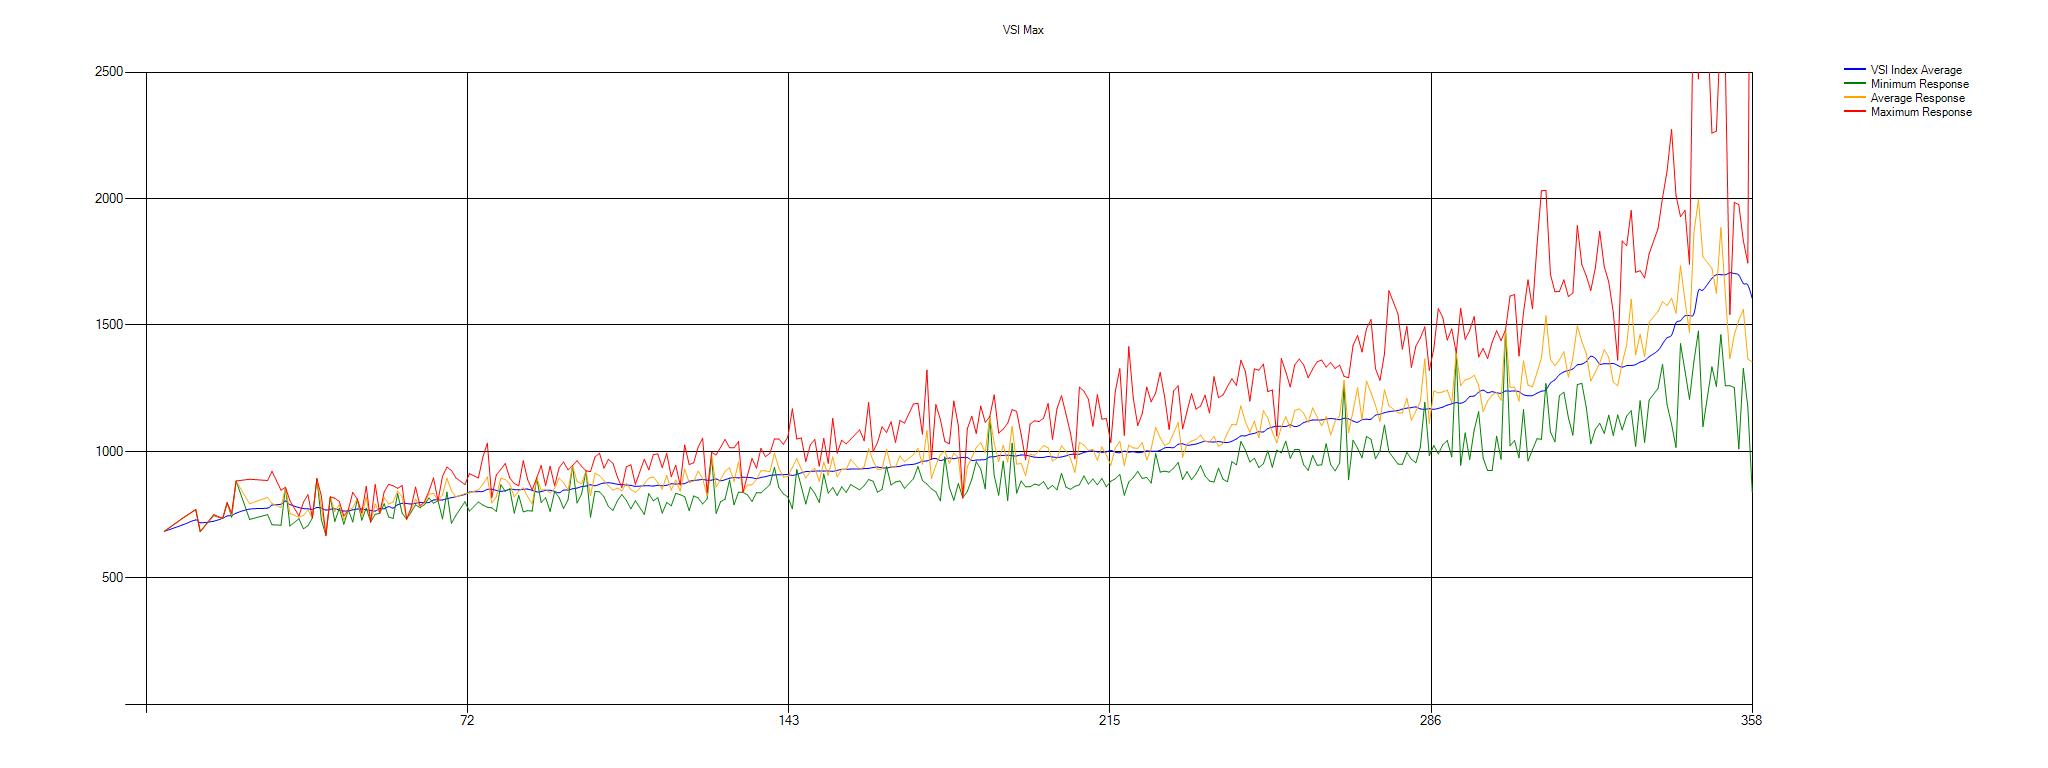 VSI Max
2500
2000
1500
1000
500
72 143 215 286 358
VSI Index Average
Minimum Response
Average Response
Maximum Response